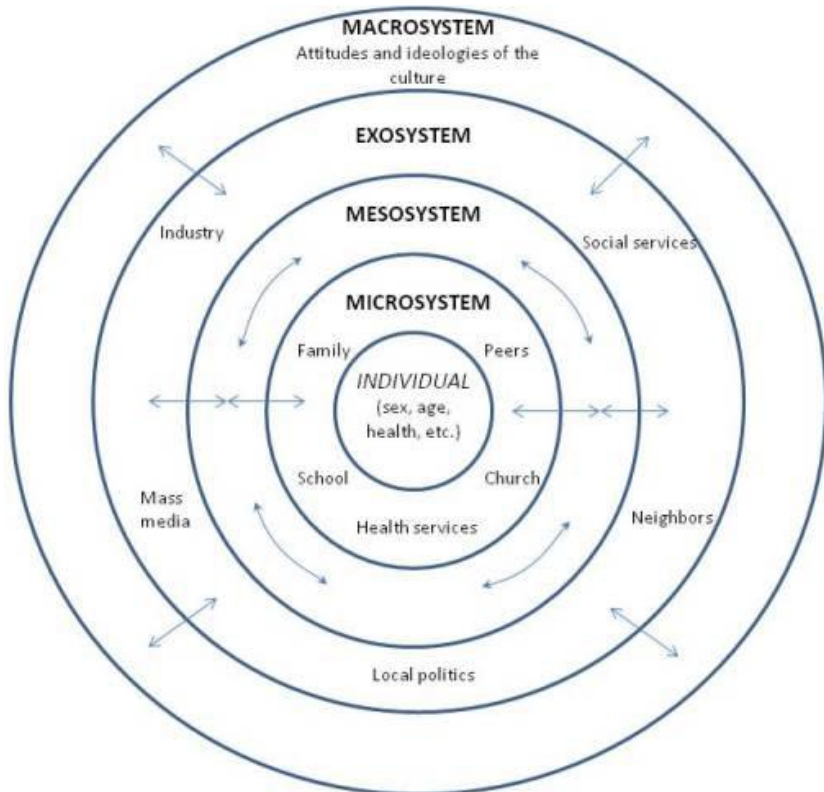 MACROSYSTEM
Attitudes and ideologies of the
culture
EXOSYSTEM
MESOSYSTEM
Industry
Social services
MICROSYSTEM
Family
Peers
INDIVIDUAL
(sex, age,
health, etc.)
School
Church
Mass
media
Health services
Neighbors
Local politics